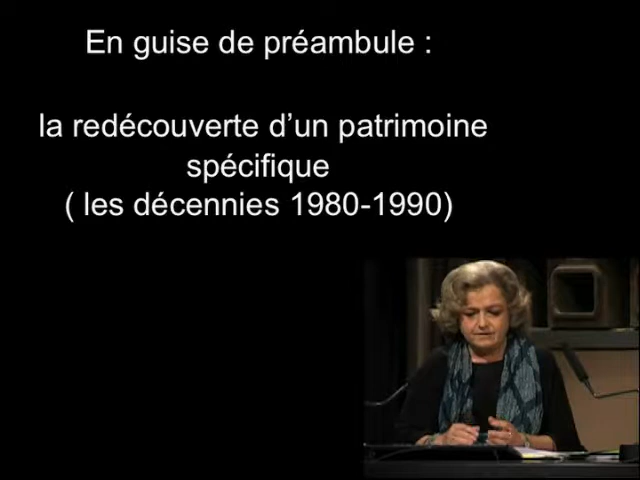 En guise de préambule :
la redécouverte d’un patrimoine
spécifique
( les décennies 1980-1990)